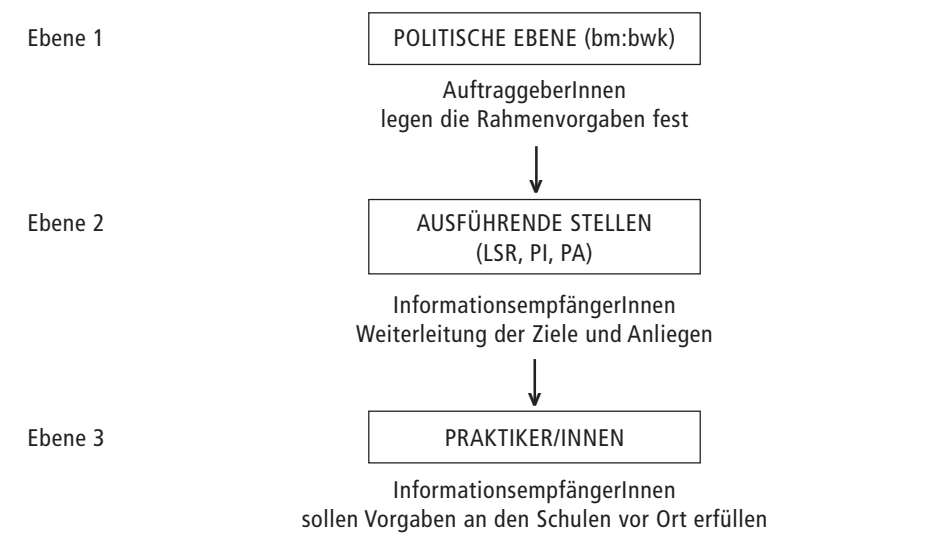 Ebene 1
POLITISCHE EBENE (bm:bwk)
AuftraggeberInnen
legen die Rahmenvorgaben fest
Ebene 2
AUSFÜHRENDE STELLEN
(LSR, PI, PA)
InformationsempfängerInnen
Weiterleitung der Ziele und Anliegen
Ebene 3
PRAKTIKER/INNEN
InformationsempfängerInnen
sollen Vorgaben an den Schulen vor Ort erfüllen